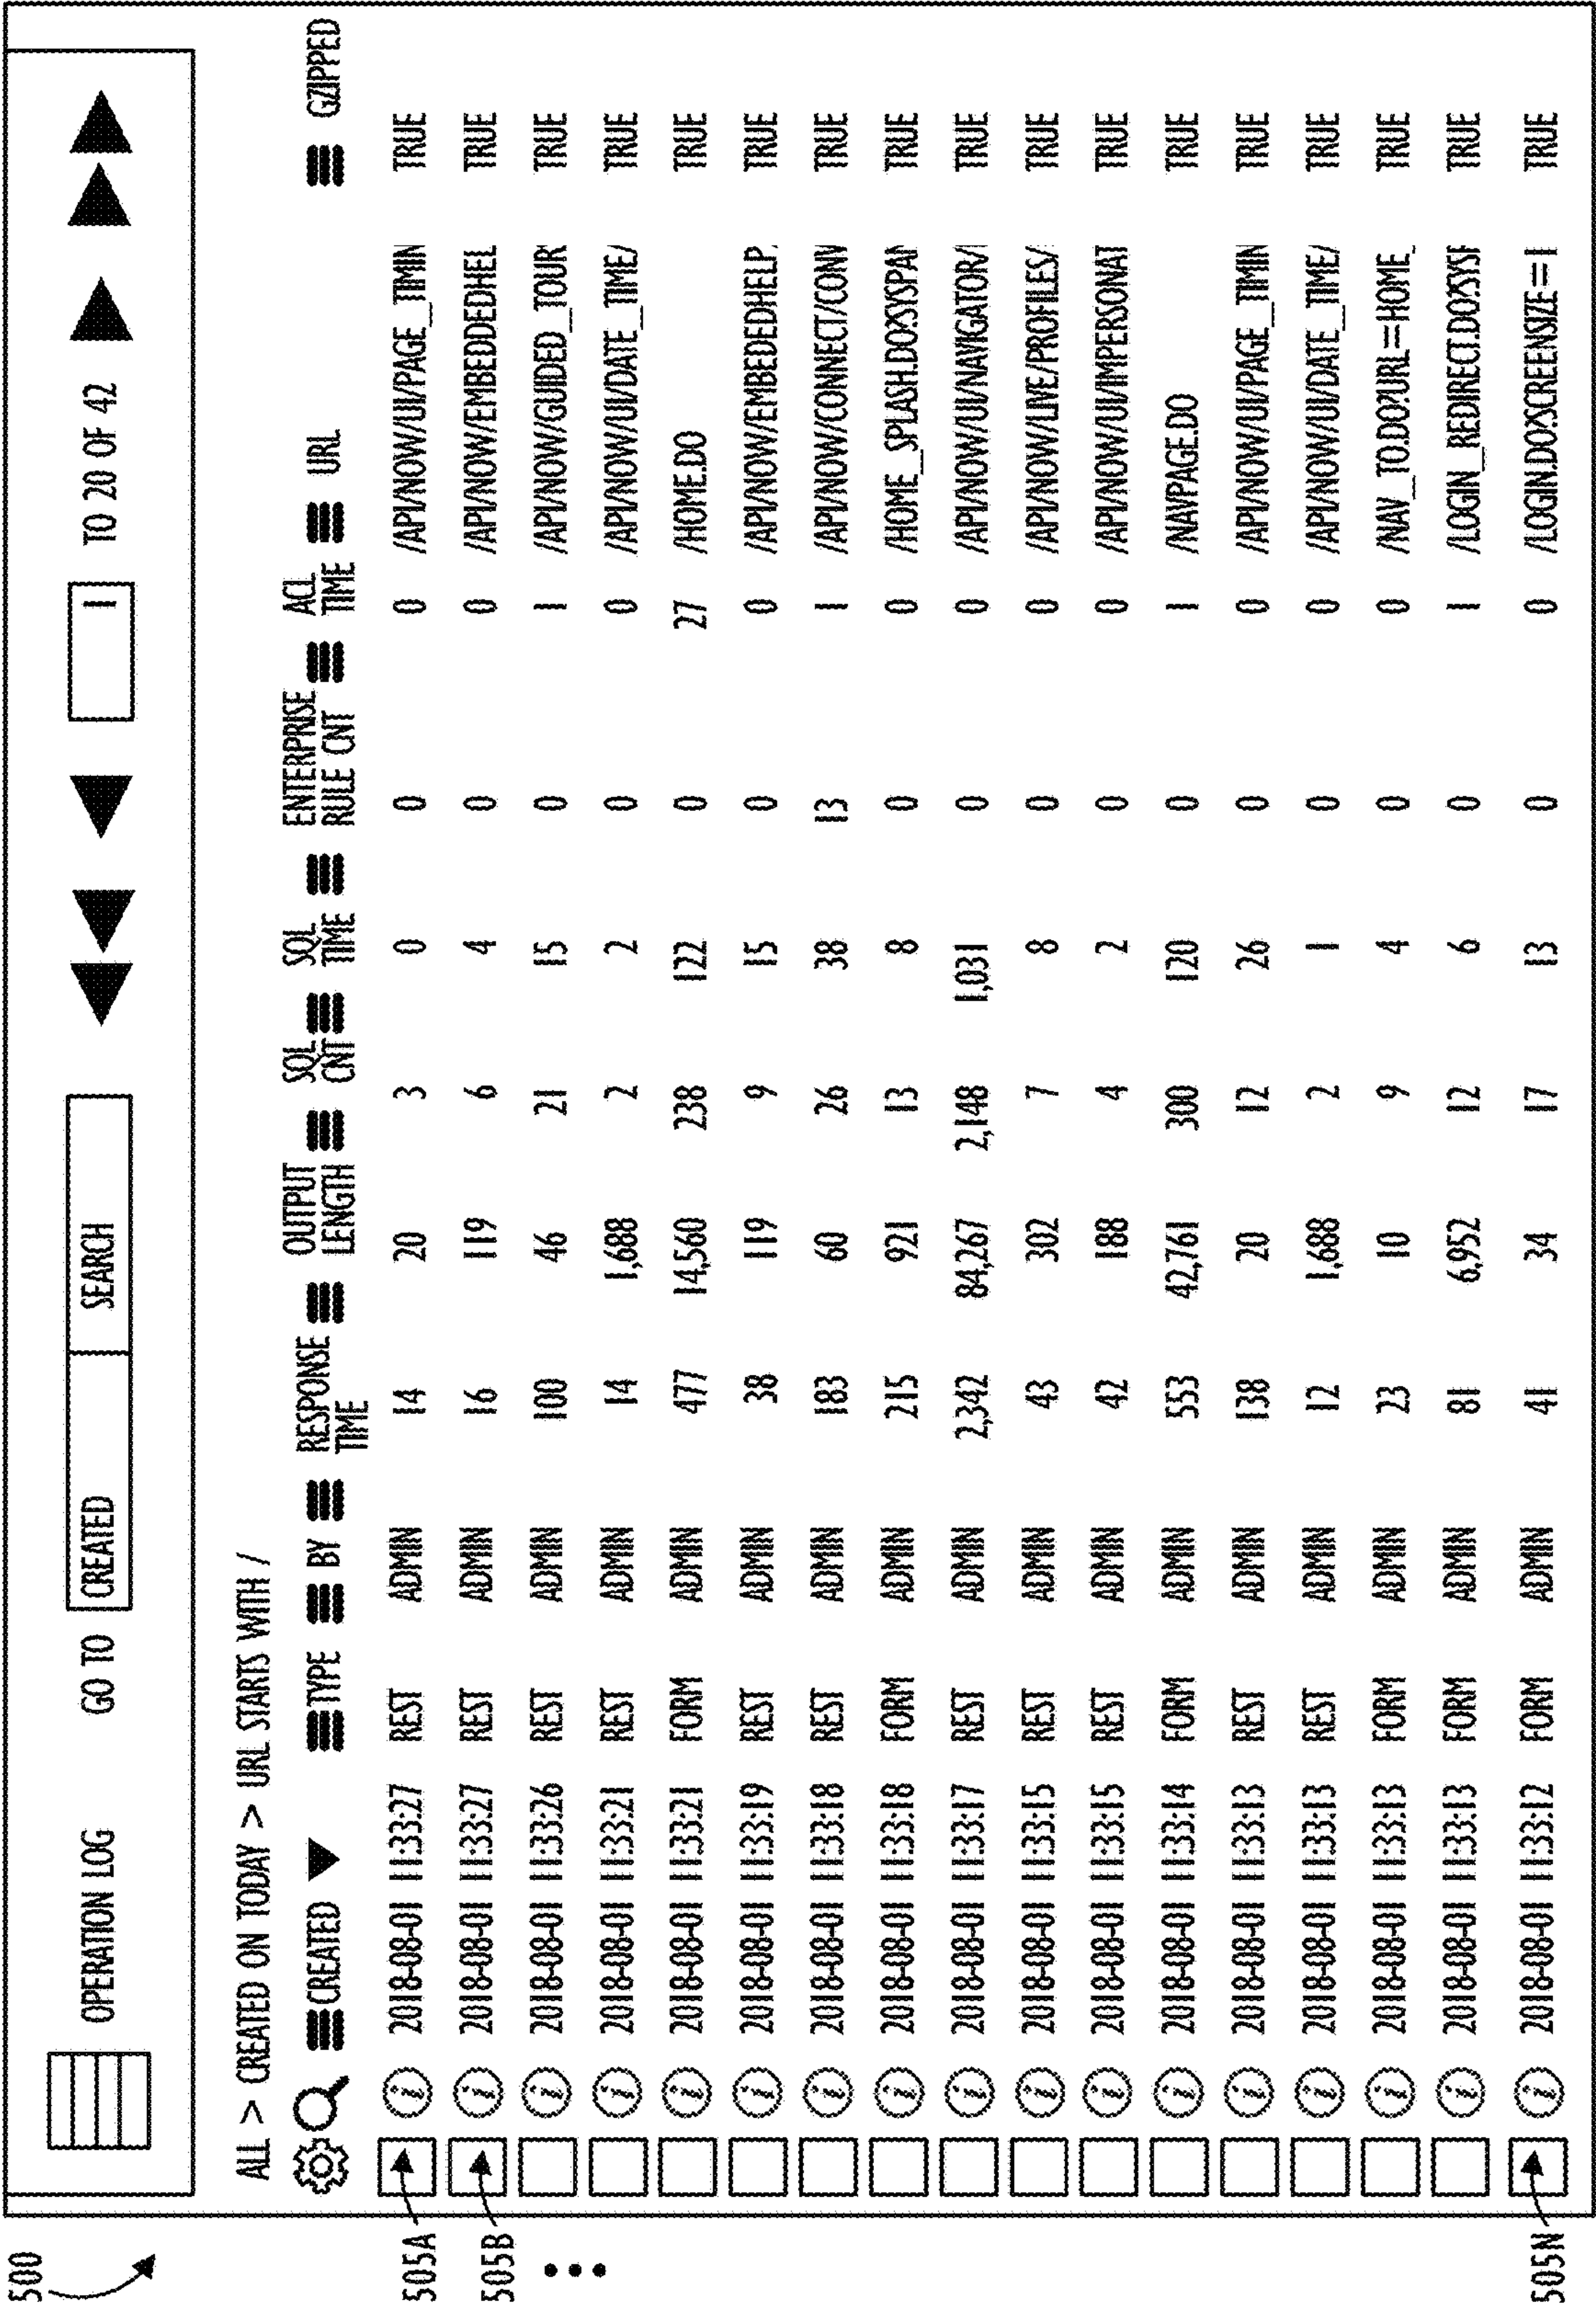 500
OPERATION LOG GO TO CREATED SEARCH 1 TO 20 OF 42
ALL > CREATED ON TODAY > URL STARTS WITH /
CREATED TYPE BY RESPONSE TIME OUTPUT LENGTH SQL CNT SQL TIME ENTERPRISE RULE CNT ACL TIME URL GZIPPED
505A i 2018-08-01 11:33:27 REST ADMIN 14 20 3 0 0 0 /API/NOW/UI/PAGE_TIMIN TRUE
505B i 2018-08-01 11:33:27 REST ADMIN 16 119 6 4 0 0 /API/NOW/EMBEDDEDHEL TRUE
i 2018-08-01 11:33:26 REST ADMIN 100 46 21 15 0 1 /API/NOW/GUIDED_TOUR TRUE
i 2018-08-01 11:33:21 REST ADMIN 14 1,688 2 2 0 0 /API/NOW/UI/DATE_TIME/ TRUE
i 2018-08-01 11:33:21 FORM ADMIN 477 14,560 238 122 0 27 /HOME.DO TRUE
i 2018-08-01 11:33:19 REST ADMIN 38 119 9 15 0 0 /API/NOW/EMBEDEDHELP/ TRUE
i 2018-08-01 11:33:18 REST ADMIN 183 60 26 38 13 1 /API/NOW/CONNECT/CONV TRUE
i 2018-08-01 11:33:18 FORM ADMIN 215 921 13 8 0 0 /HOME_SPLASH.DO?SYSPAR TRUE
i 2018-08-01 11:33:17 REST ADMIN 2,342 84,267 2,148 1,031 0 0 /API/NOW/UI/NAVIGATOR/ TRUE
i 2018-08-01 11:33:15 REST ADMIN 43 302 7 8 0 0 /API/NOW/LIVE/PROFILES/ TRUE
i 2018-08-01 11:33:15 REST ADMIN 42 188 4 2 0 0 /API/NOW/UI/IMPERSONAT TRUE
i 2018-08-01 11:33:14 FORM ADMIN 553 42,761 300 120 0 1 /NAVPAGE.DO TRUE
i 2018-08-01 11:33:13 REST ADMIN 138 20 12 26 0 0 /API/NOW/UI/PAGE_TIMIN TRUE
i 2018-08-01 11:33:13 REST ADMIN 12 1,688 2 1 0 0 /API/NOW/UI/DATE_TIME/ TRUE
i 2018-08-01 11:33:13 FORM ADMIN 23 10 9 4 0 0 /NAV_TO.DO?URL=HOME_ TRUE
i 2018-08-01 11:33:13 FORM ADMIN 81 6,952 12 6 0 1 /LOGIN_REDIRECT.DO?SYSP TRUE
505N i 2018-08-01 11:33:12 FORM ADMIN 41 34 17 13 0 0 /LOGIN.DO?SCREENSIZE=1 TRUE